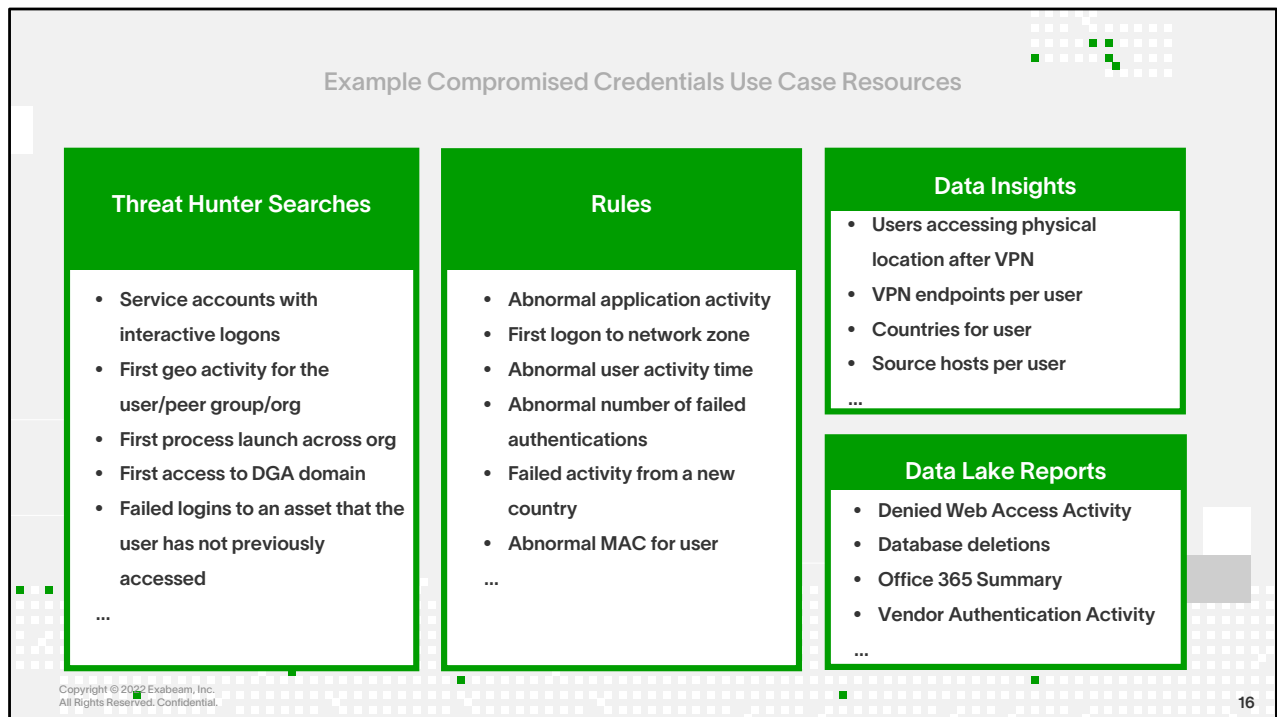 Example Compromised Credentials Use Case Resources
Threat Hunter Searches
• Service accounts with
interactive logons
• First geo activity for the
user/peer group/org
• First process launch across org
• First access to DGA domain
• Failed logins to an asset that the
user has not previously
accessed
...
Rules
• Abnormal application activity
• First logon to network zone
• Abnormal user activity time
• Abnormal number of failed
authentications
• Failed activity from a new
country
• Abnormal MAC for user
...
Data Insights
• Users accessing physical
location after VPN
• VPN endpoints per user
• Countries for user
• Source hosts per user
...
Data Lake Reports
• Denied Web Access Activity
• Database deletions
• Office 365 Summary
• Vendor Authentication Activity
...
Copyright © 2022 Exabeam, Inc.
All Rights Reserved. Confidential.
16